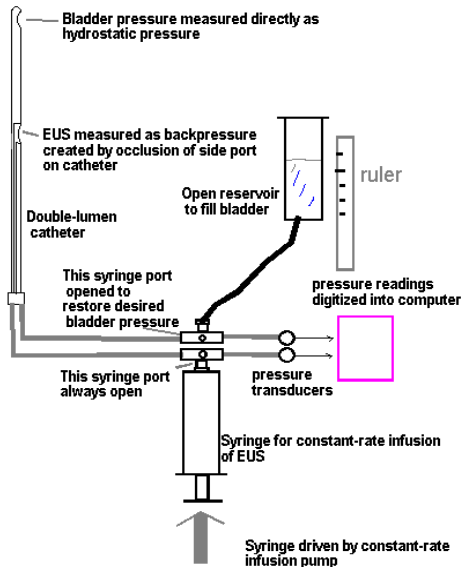 Bladder pressure measured directly as
hydrostatic pressure
EUS measured as backpressure
created by occlusion of side port
on catheter
Open reservoir
to fill bladder
ruler
Double-lumen
catheter
This syringe port
opened to
restore desired
bladder pressure
pressure readings
digitized into computer
This syringe port
always open
pressure
transducers
Syringe for constant-rate infusion
of EUS
Syringe driven by constant-rate
infusion pump